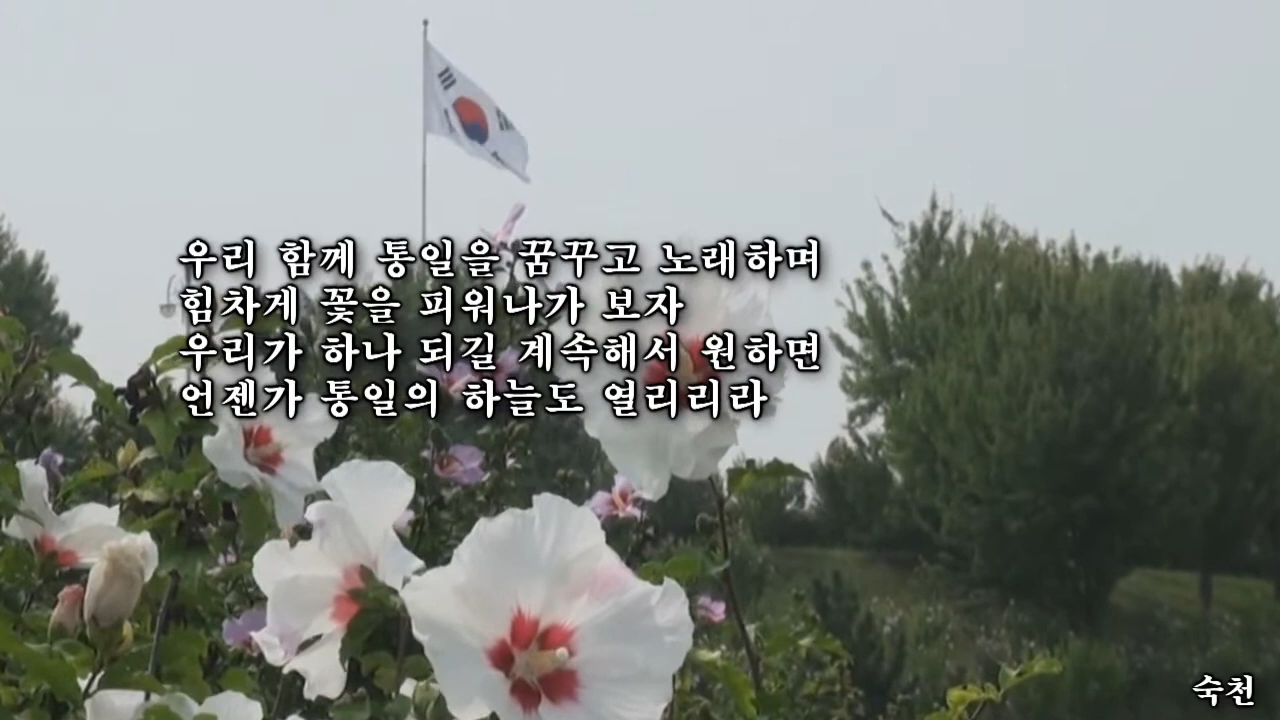 우리 함께 통일을 꿈꾸고 노래하며
힘차게 꽃을 피워나가 보자
우리가 하나 되길 계속해서 원하면
언젠가 통일의 하늘도 열리리라
숙천